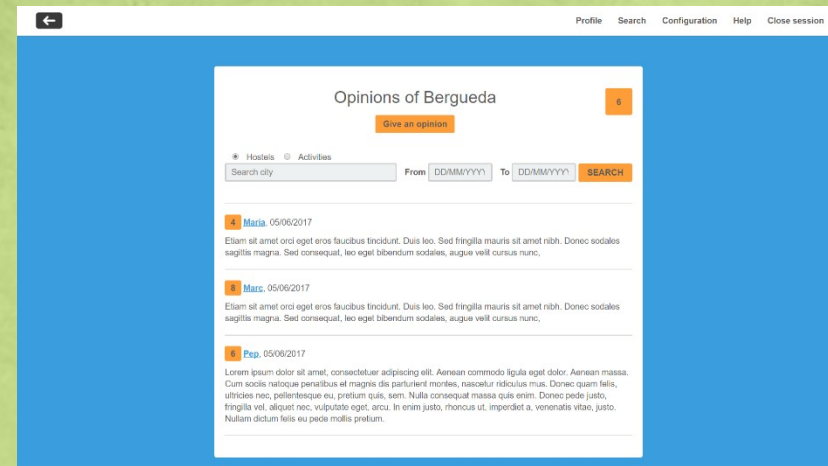 Profile Search Configuration Help Close session
Opinions of Bergueda
6
Give an opinion
Hostels Activities
Search city From DD/MM/YYYY To DD/MM/YYYY SEARCH
4 Maria, 05/06/2017
Etiam sit amet orci eget eros faucibus tincidunt. Duis leo. Sed fringilla mauris sit amet nibh. Donec sodales
sagittis magna. Sed consequat, leo eget bibendum sodales, augue velit cursus nunc,
8 Marc, 05/06/2017
Etiam sit amet orci eget eros faucibus tincidunt. Duis leo. Sed fringilla mauris sit amet nibh. Donec sodales
sagittis magna. Sed consequat, leo eget bibendum sodales, augue velit cursus nunc,
6 Pep, 05/06/2017
Lorem ipsum dolor sit amet, consectetuer adipiscing elit. Aenean commodo ligula eget dolor. Aenean massa.
Cum sociis natoque penatibus et magnis dis parturient montes, nascetur ridiculus mus. Donec quam felis,
ultricies nec, pellentesque eu, pretium quis, sem. Nulla consequat massa quis enim. Donec pede justo,
fringilla vel, aliquet nec, vulputate eget, arcu. In enim justo, rhoncus ut, imperdiet a, venenatis vitae, justo.
Nullam dictum felis eu pede mollis pretium.